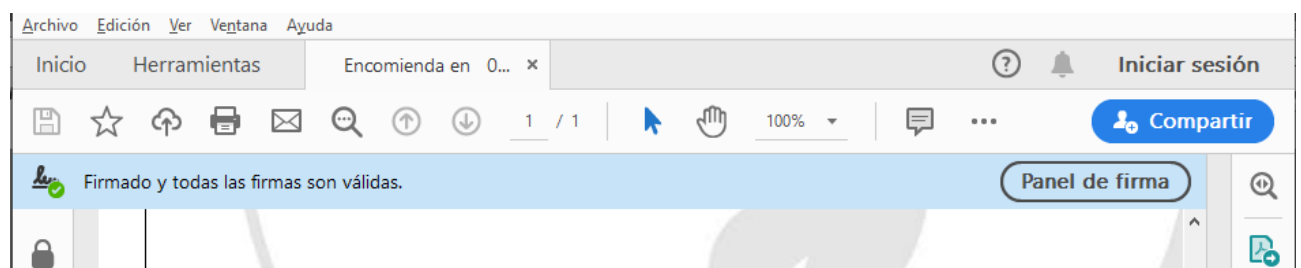 Archivo Edición Ver Ventana Ayuda
Inicio Herramientas Encomienda en 0... × ? Iniciar sesión
1 / 1 100% ... Compartir
Firmado y todas las firmas son válidas. Panel de firma